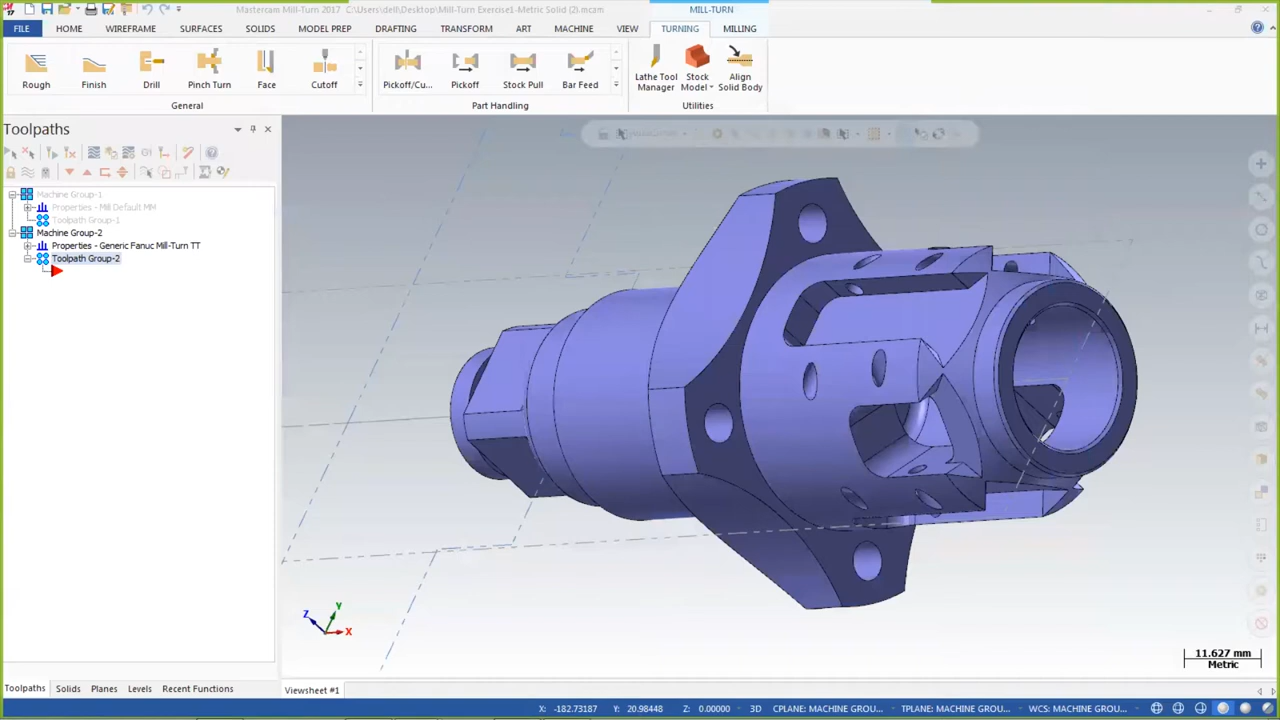 Mastercam Mill-Turn 2017 C:\Users\dell\Desktop\Mill-Turn Exercise1-Metric Solid (2).mcam
MILL-TURN
FILE HOME WIREFRAME SURFACES SOLIDS MODEL PREP DRAFTING TRANSFORM ART MACHINE VIEW TURNING MILLING
Rough Finish Drill Pinch Turn Face Cutoff Pickoff/Cu... Pickoff Stock Pull Bar Feed Lathe Tool Manager Stock Model Align Solid Body
General Part Handling Utilities
Toolpaths
Machine Group-1
Properties - Mill Default MM
Toolpath Group-1
Machine Group-2
Properties - Generic Fanuc Mill-Turn TT
Toolpath Group-2
Z Y X
11.627 mm
Metric
Toolpaths Solids Planes Levels Recent Functions Viewsheet #1
X: -182.73187 Y: 20.98448 Z: 0.00000 3D CPLANE: MACHINE GROU... TPLANE: MACHINE GROU... WCS: MACHINE GROU...